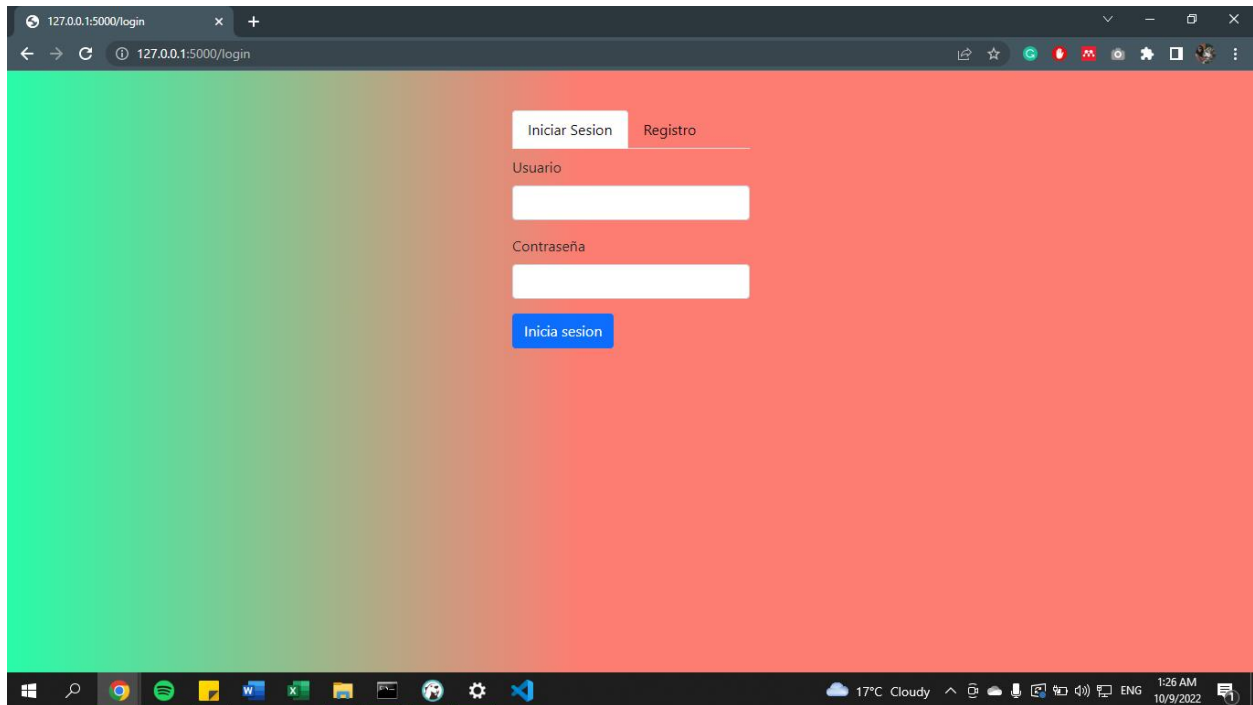 127.0.0.1:5000/login
127.0.0.1:5000/login
Iniciar Sesion
Registro
Usuario
Contraseña
Inicia sesion
17°C Cloudy
ENG
1:26 AM
10/9/2022